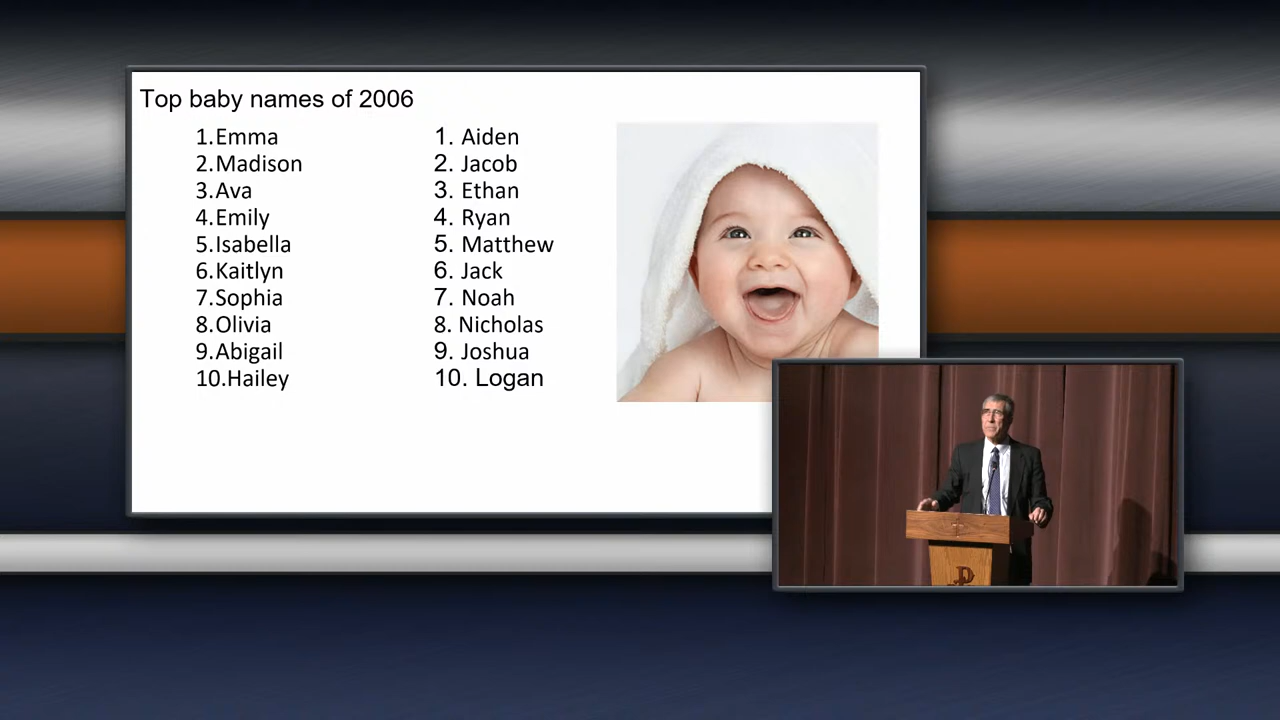 Top baby names of 2006
1.Emma
2.Madison
3.Ava
4.Emily
5.Isabella
6.Kaitlyn
7.Sophia
8.Olivia
9.Abigail
10.Hailey
1. Aiden
2. Jacob
3. Ethan
4. Ryan
5. Matthew
6. Jack
7. Noah
8. Nicholas
9. Joshua
10. Logan